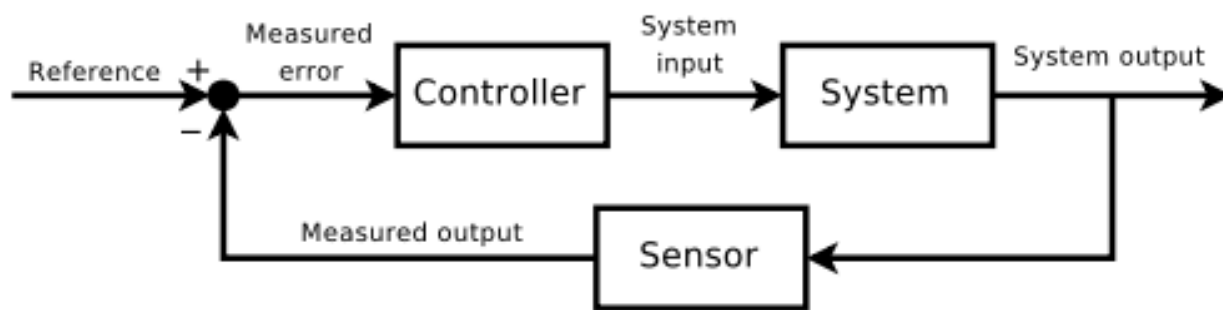 Reference
+
−
Measured
error
Controller
System
input
System
System output
Measured output
Sensor